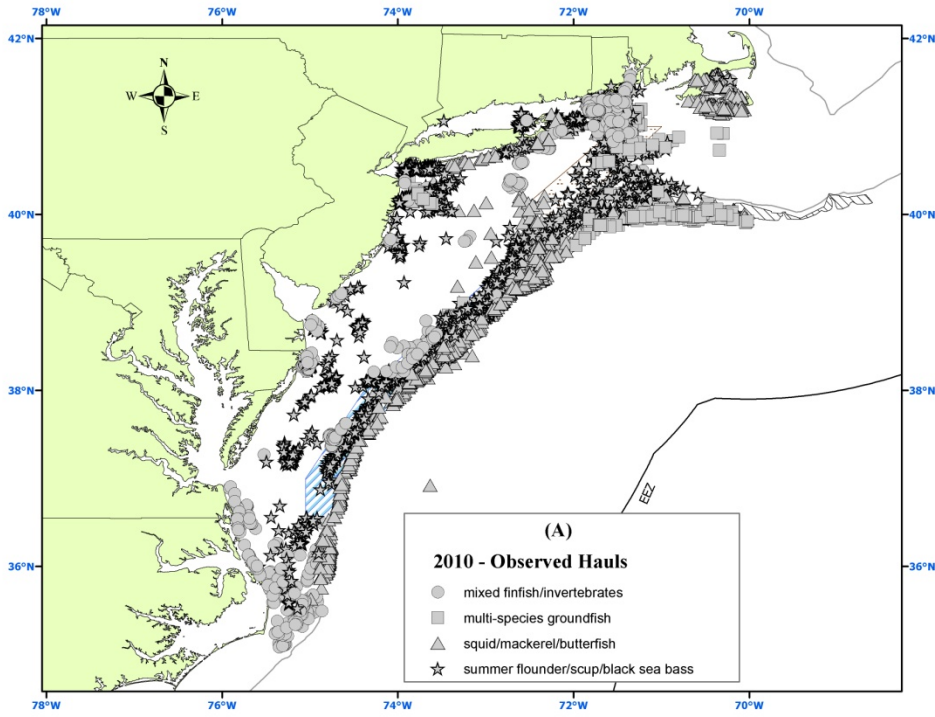 78°W 76°W 74°W 72°W 70°W
42°N 42°N
N
W E
S
40°N 40°N
38°N 38°N
EEZ
(A)
2010 - Observed Hauls
36°N 36°N
mixed finfish/invertebrates
multi-species groundfish
squid/mackerel/butterfish
summer flounder/scup/black sea bass
78°W 76°W 74°W 72°W 70°W